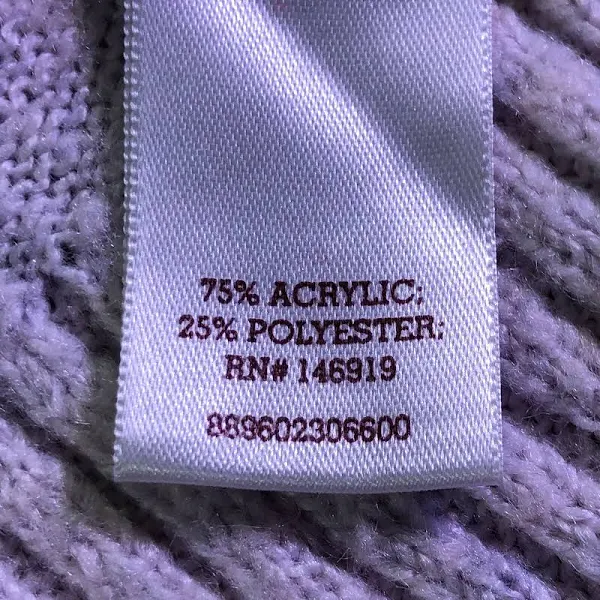 75% ACRYLIC;
25% POLYESTER;
RN# 146919
889602306600